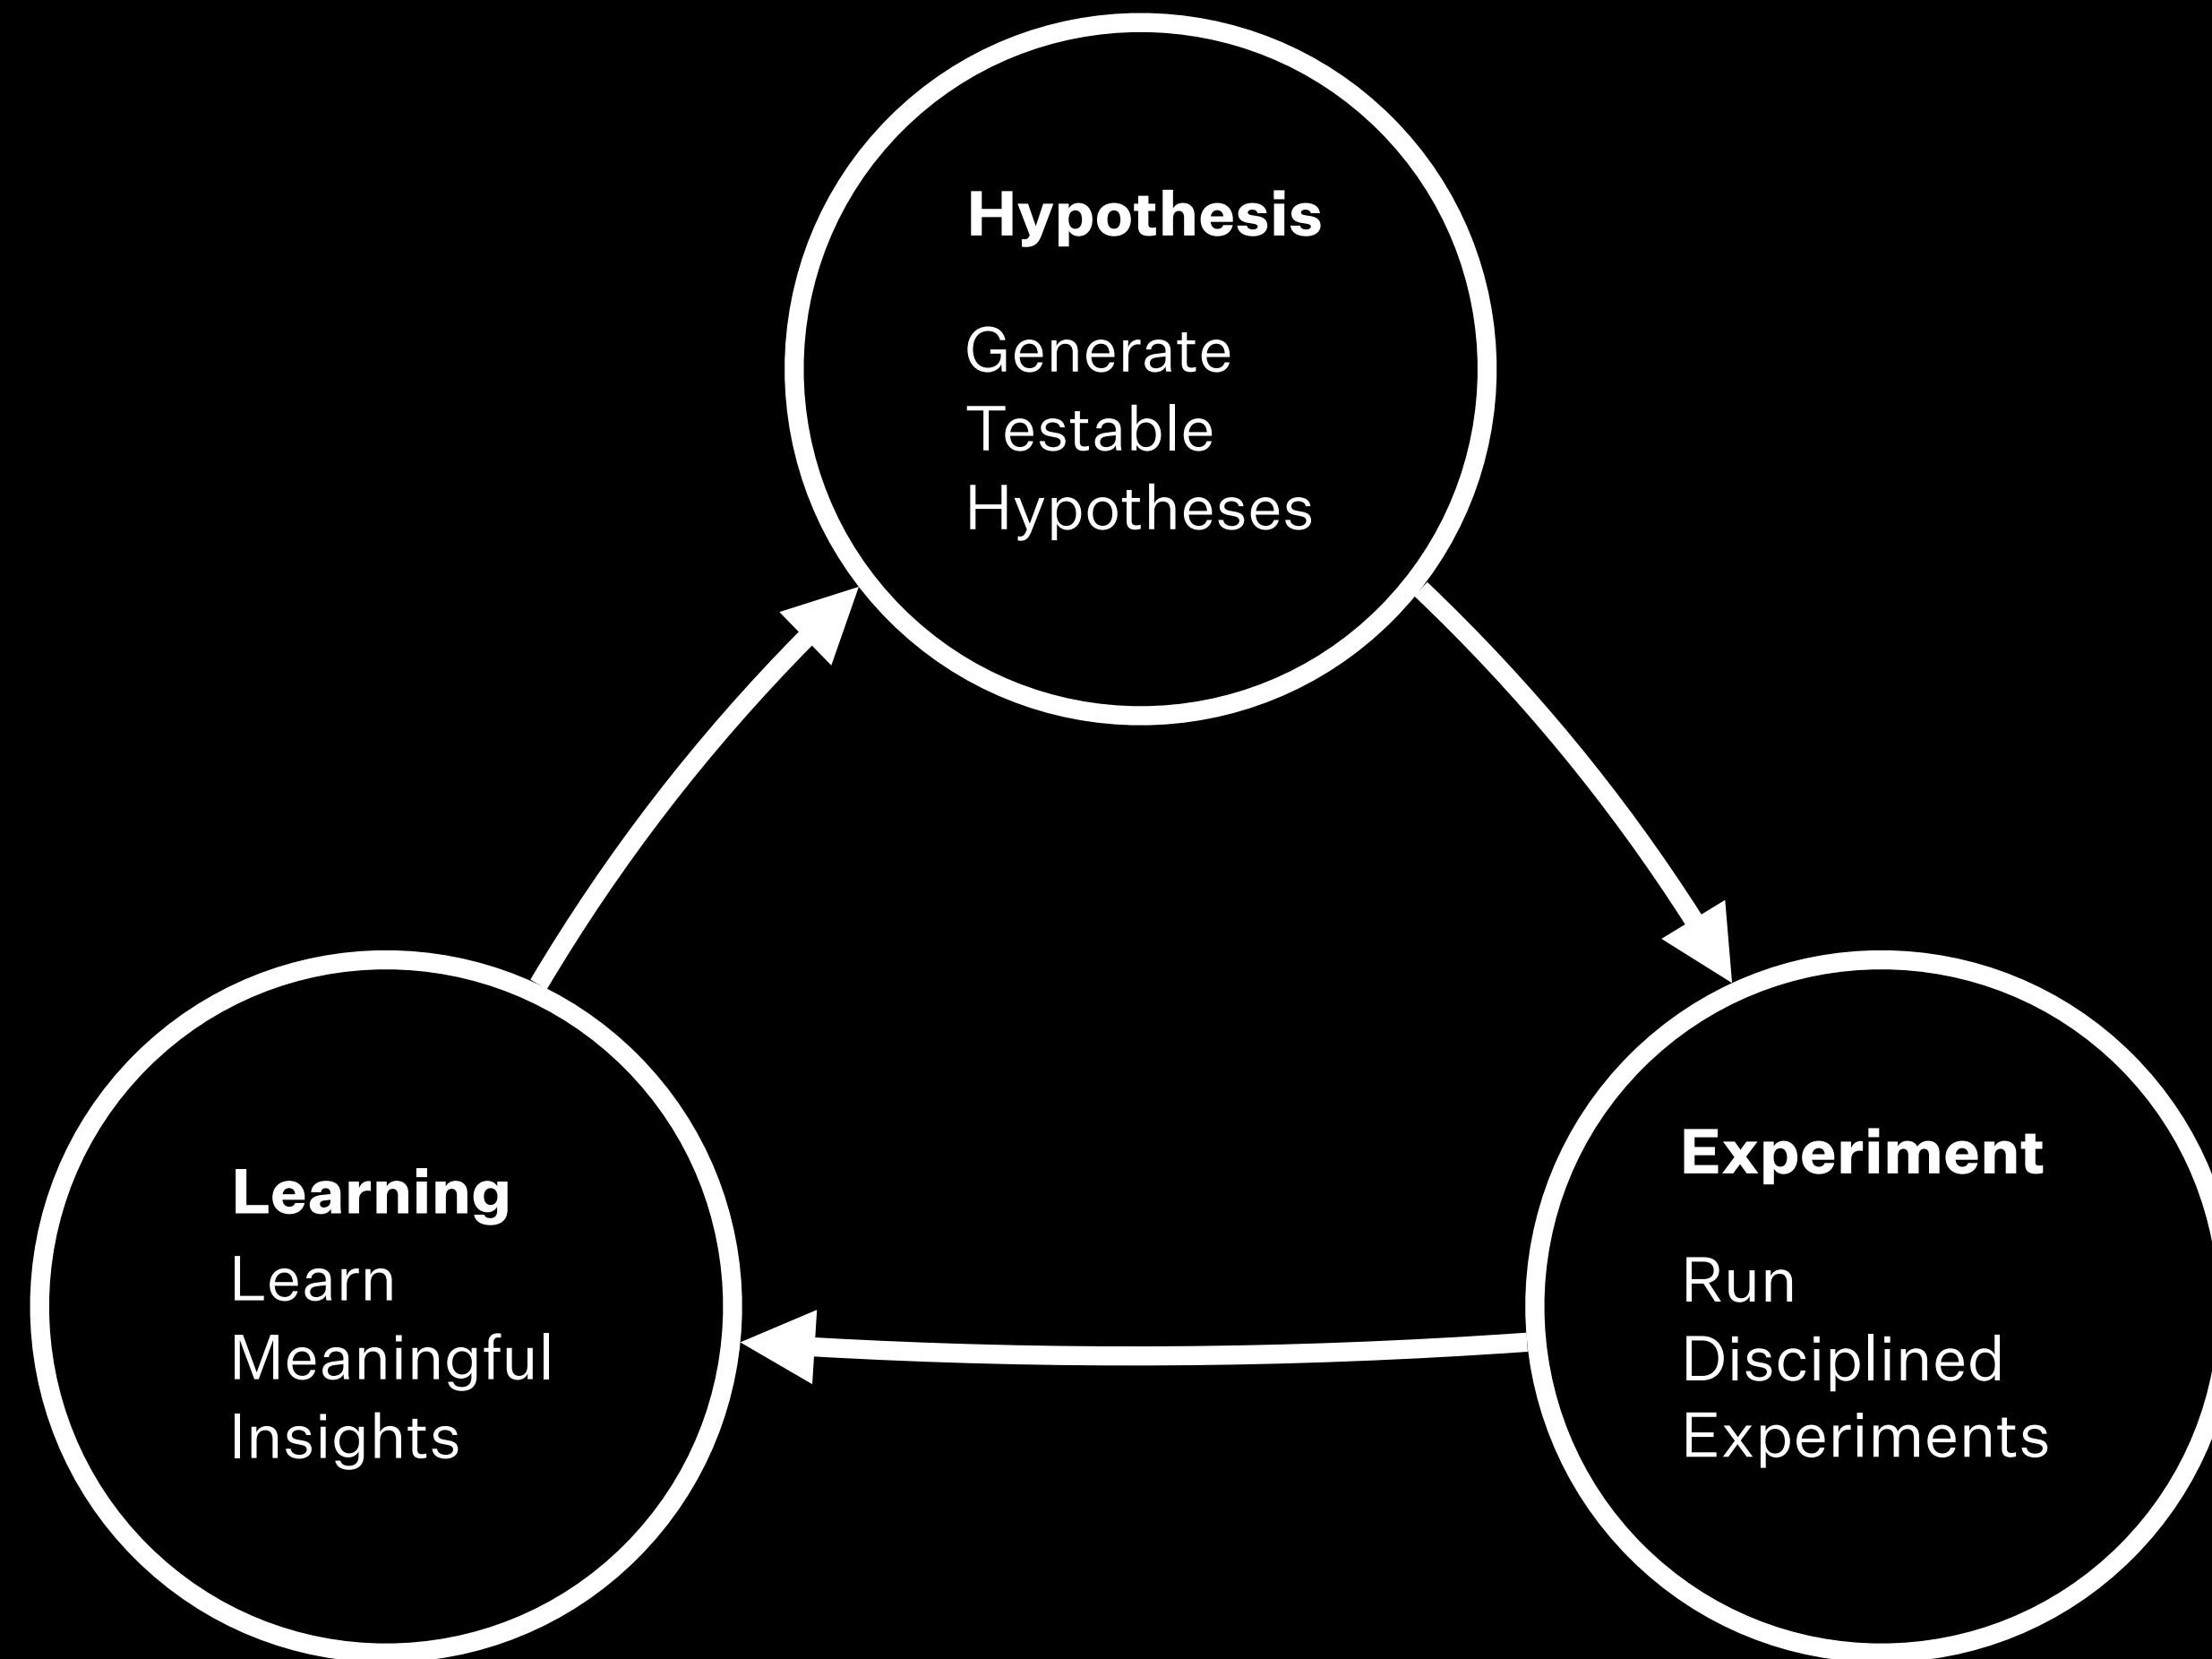 Hypothesis
Generate
Testable
Hypotheses
Learning
Learn
Meaningful
Insights
Experiment
Run
Disciplined
Experiments